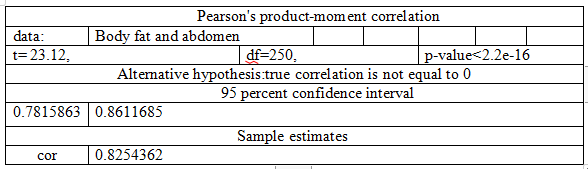 Pearson's product-moment correlation
data: Body fat and abdomen
t= 23.12, df=250, p-value<2.2e-16
Alternative hypothesis:true correlation is not equal to 0
95 percent confidence interval
0.7815863 0.8611685
Sample estimates
cor 0.8254362